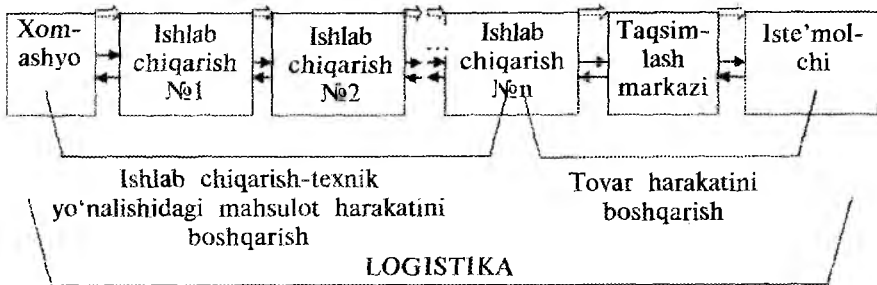 Xom-
ashyo
Ishlab
chiqarish
№1
Ishlab
chiqarish
№2
...
Ishlab
chiqarish
№n
Taqsim-
lash
markazi
Iste'mol-
chi
Ishlab chiqarish-texnik
yo‘nalishidagi mahsulot harakatini
boshqarish
Tovar harakatini
boshqarish
LOGISTIKA